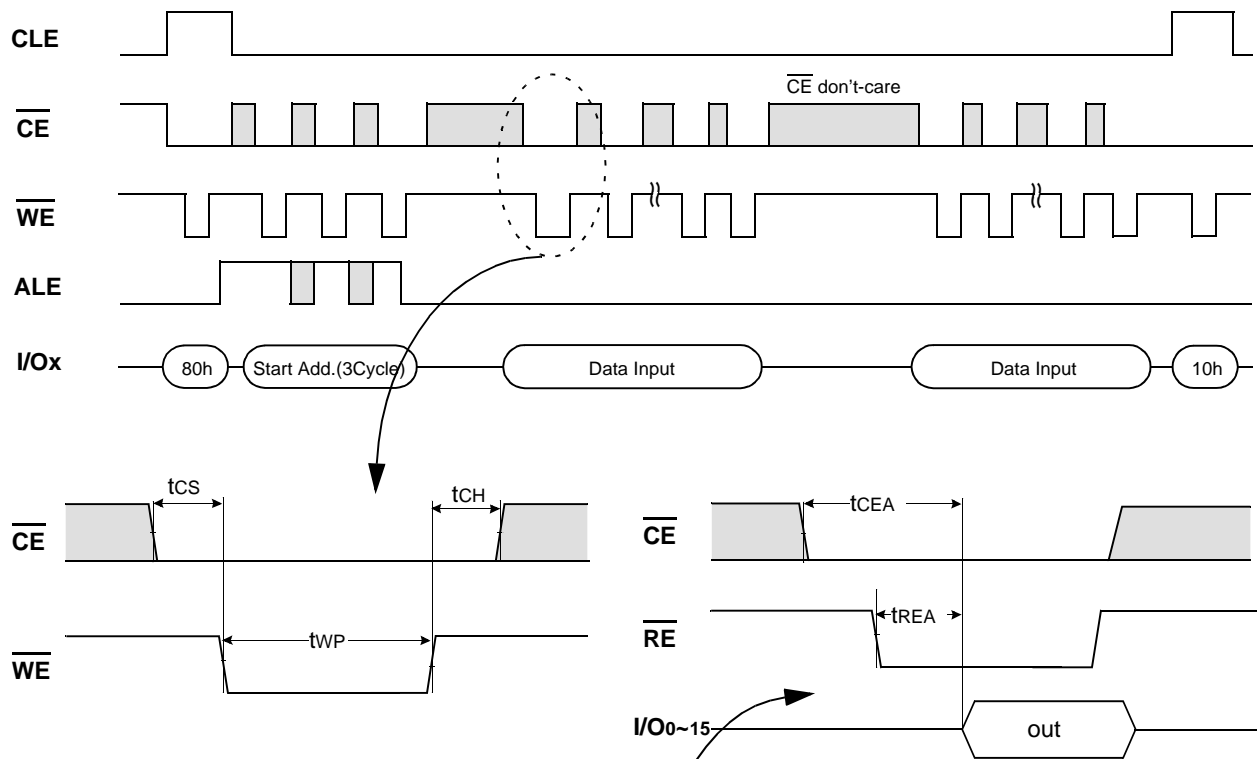 CLE
CE don't-care
CE
WE
ALE
I/Ox
80h
Start Add.(3Cycle)
Data Input
Data Input
10h
tCS
tCH
CE
tWP
WE
tCEA
CE
tREA
RE
I/O0~15
out